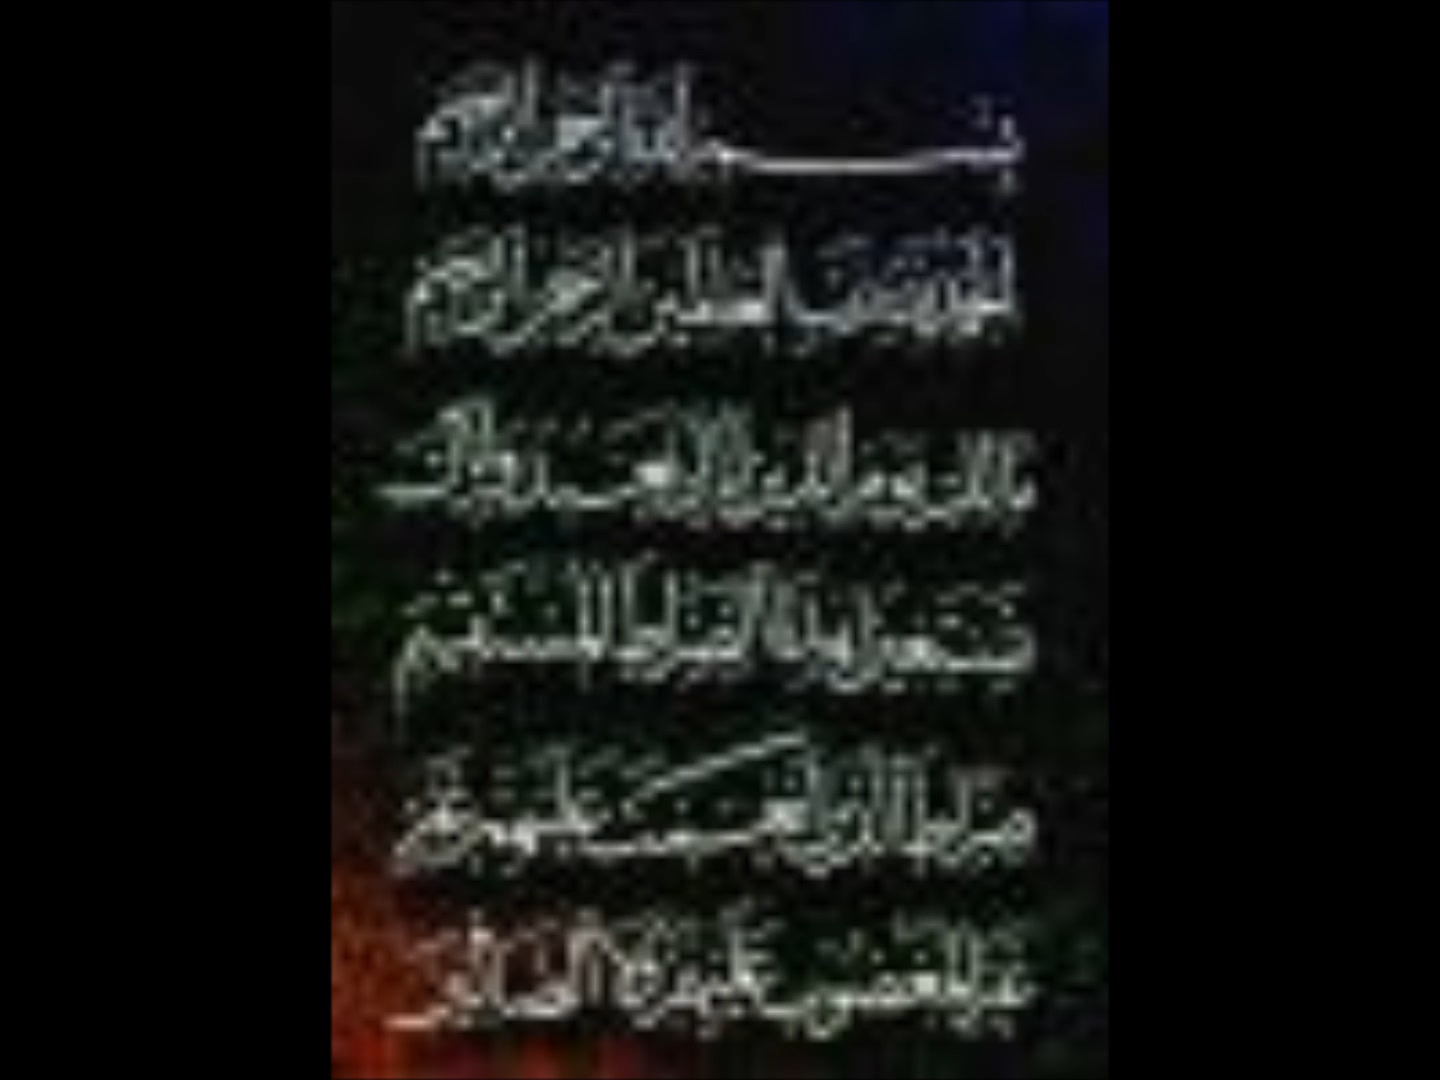 بسم الله الرحمن الرحيم
الحمد لله رب العالمين الرحمن الرحيم
مالك يوم الدين إياك نعبد وإياك
نستعين اهدنا الصراط المستقيم
صراط الذين أنعمت عليهم
غير المغضوب عليهم ولا الضالين